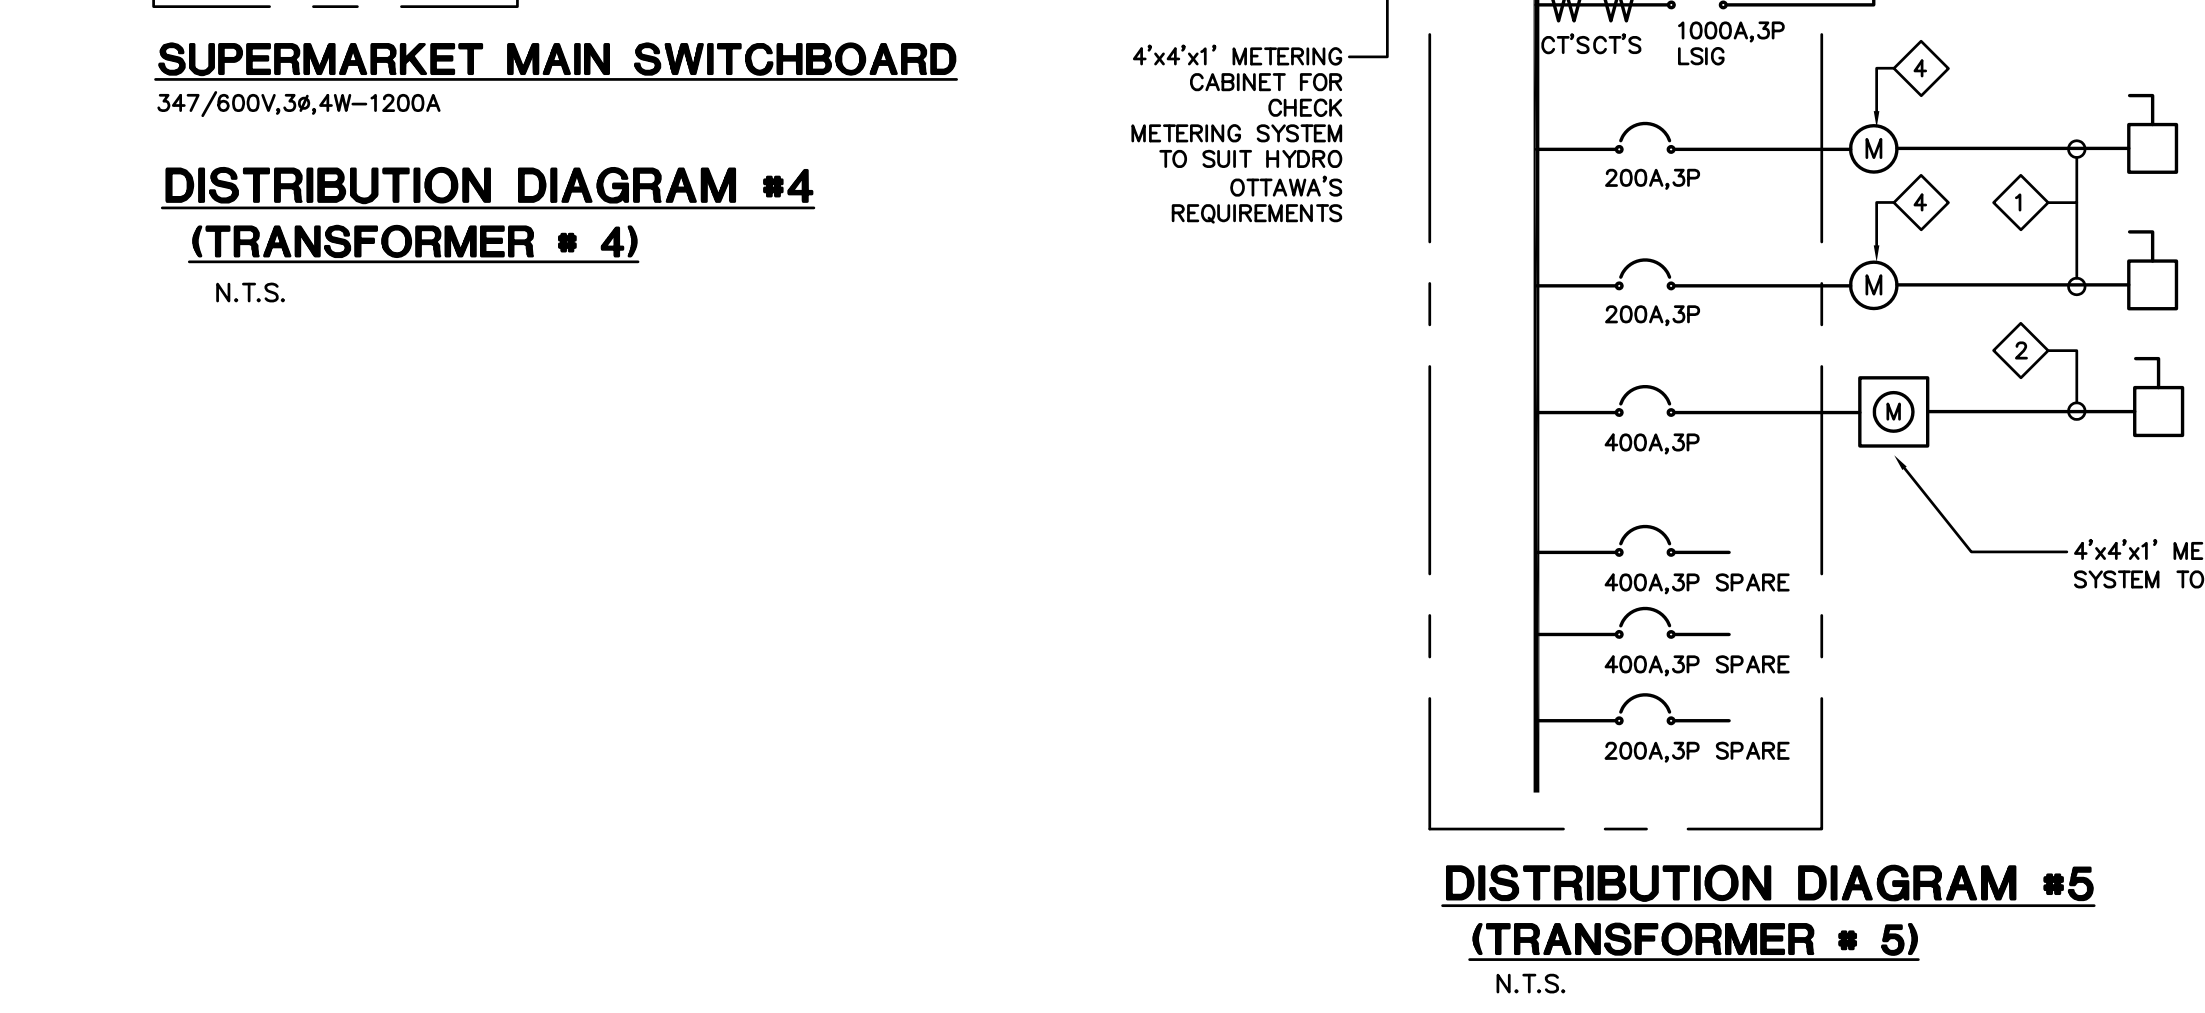 SUPERMARKET MAIN SWITCHBOARD
347/600V,3ø,4W–1200A
DISTRIBUTION DIAGRAM #4
(TRANSFORMER # 4)
N.T.S.
4'x4'x1' METERING
CABINET FOR
CHECK
METERING SYSTEM
TO SUIT HYDRO
OTTAWA'S
REQUIREMENTS
CT'S CT'S
1000A,3P
LSIG
4
M
200A,3P
4
1
M
200A,3P
2
M
400A,3P
4'x4'x1' ME
SYSTEM TO
400A,3P SPARE
400A,3P SPARE
200A,3P SPARE
DISTRIBUTION DIAGRAM #5
(TRANSFORMER # 5)
N.T.S.